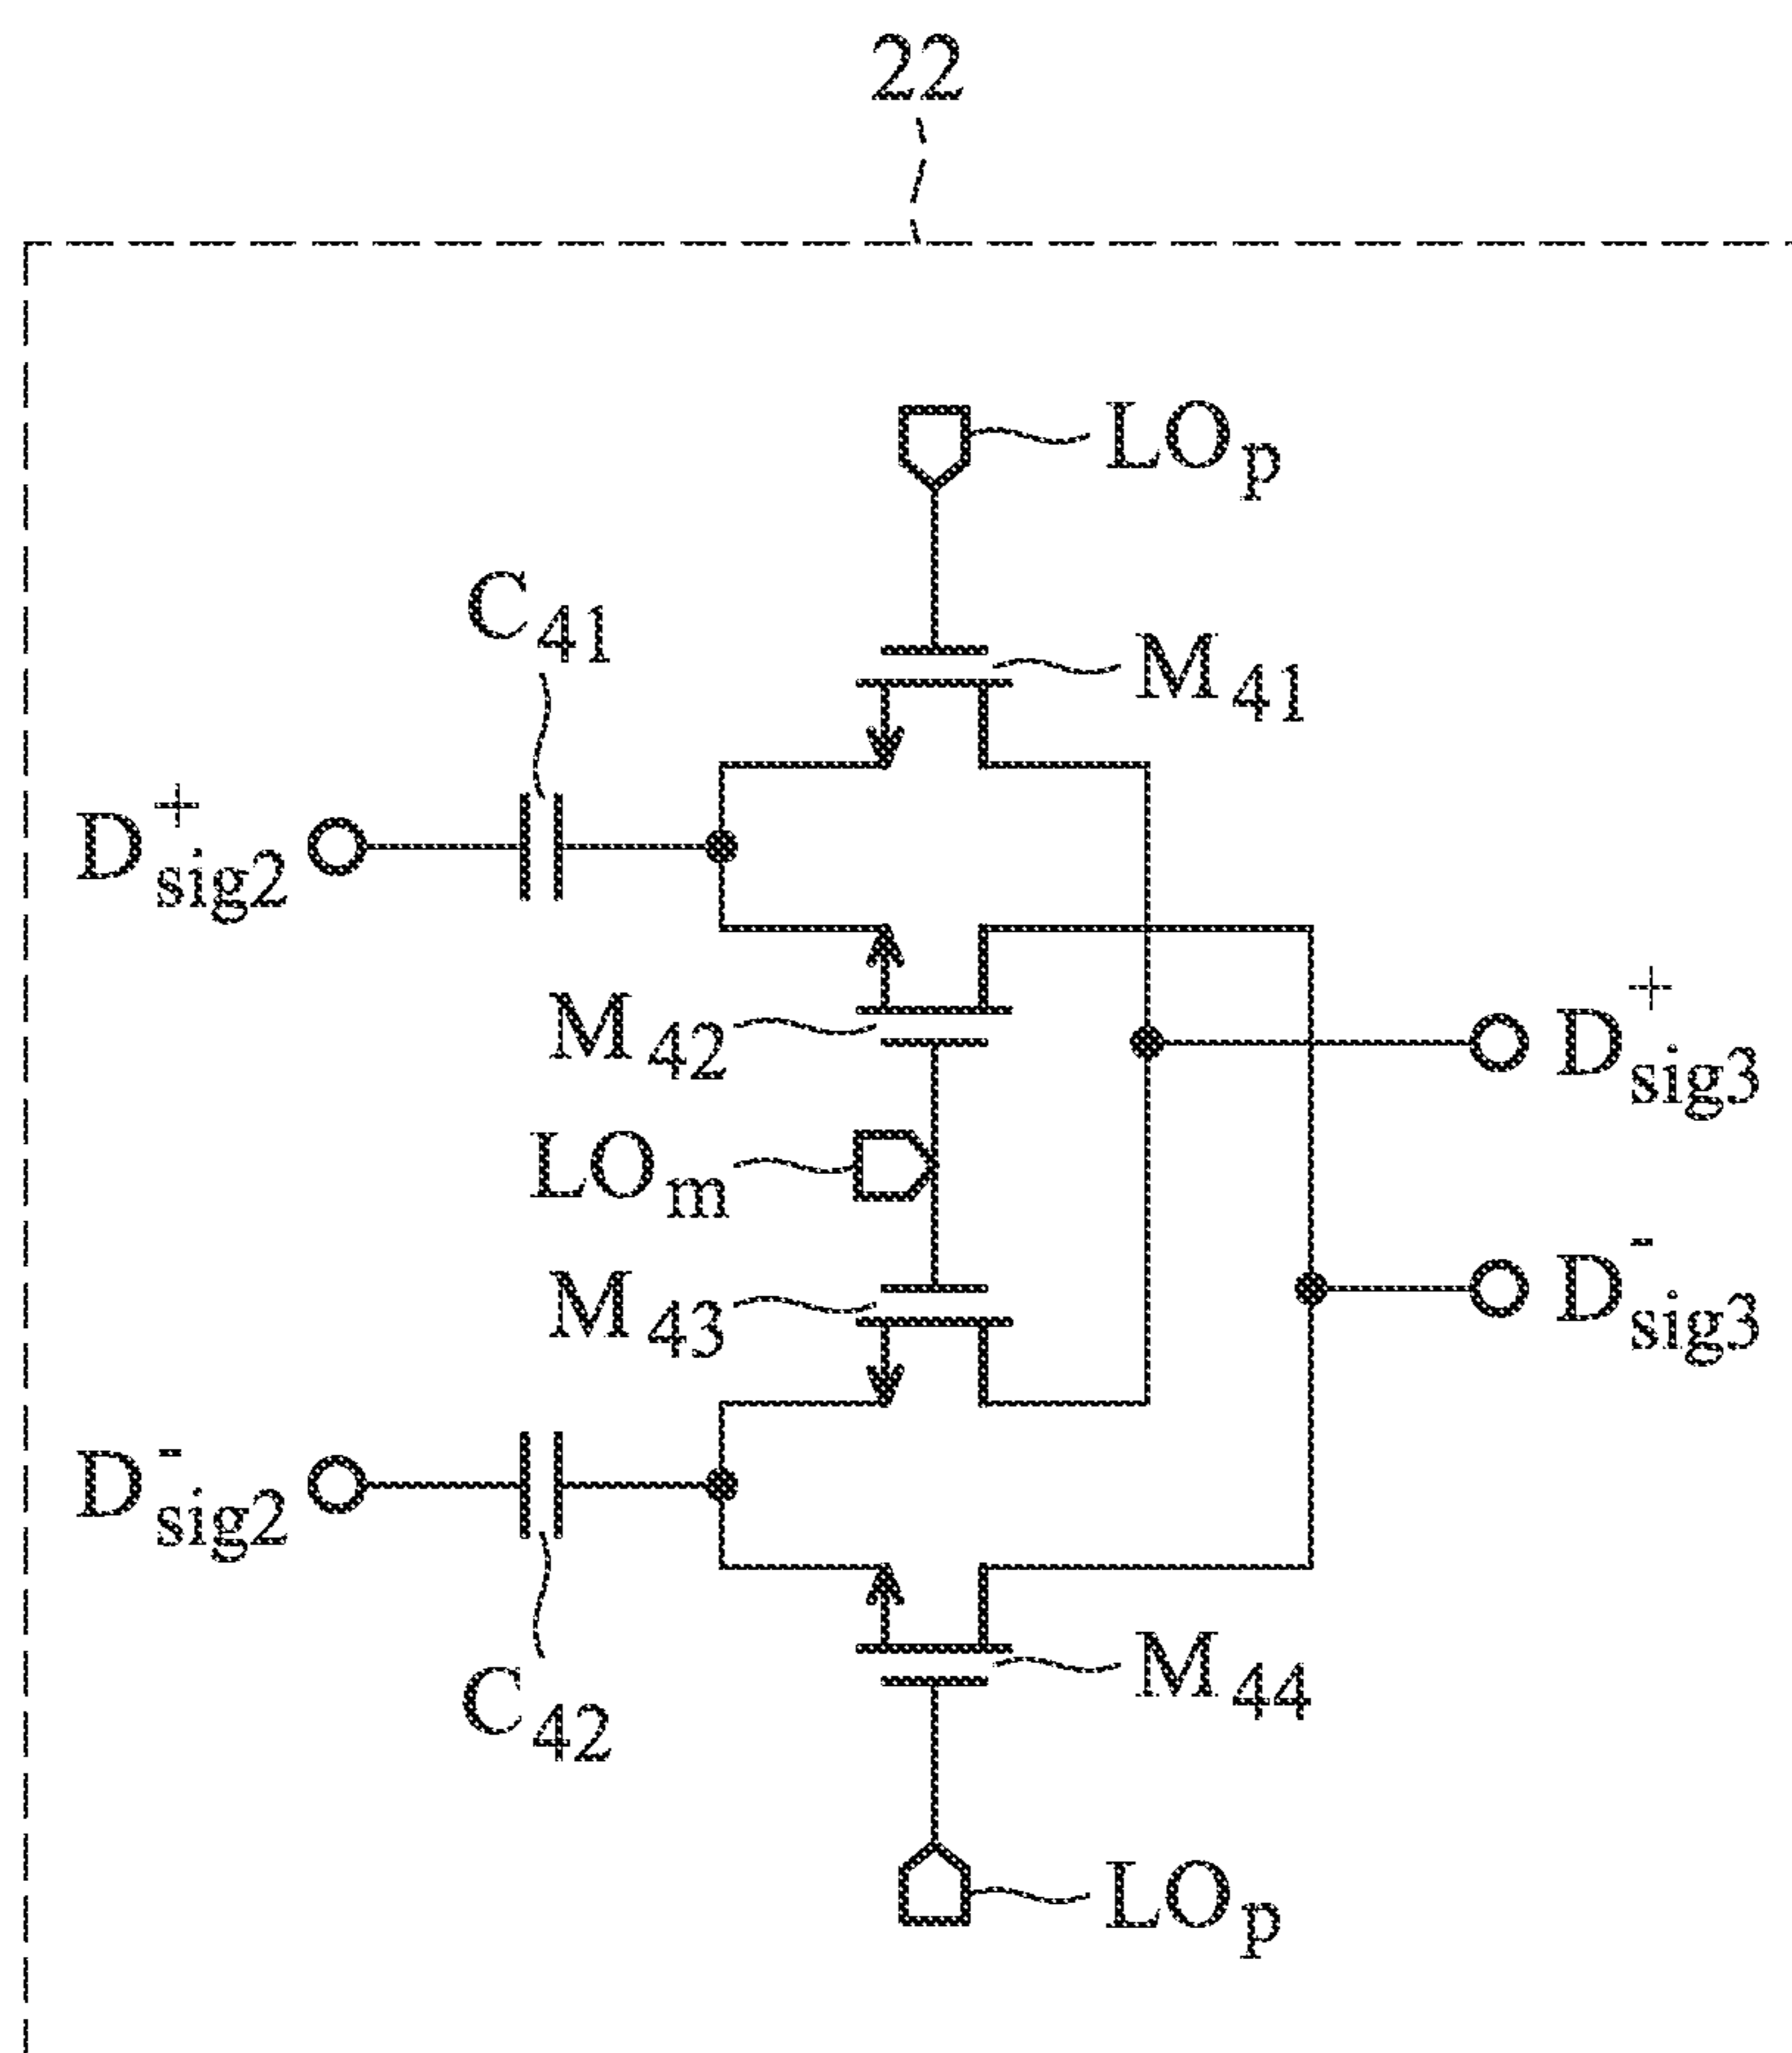 22
LOp
C41
M41
D+sig2
M42
D+sig3
LOm
M43
D-sig3
D-sig2
C42
M44
LOp